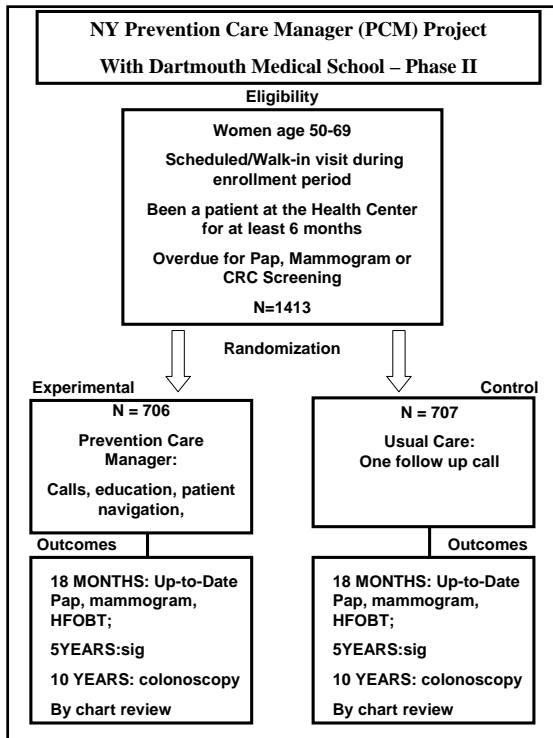 NY Prevention Care Manager (PCM) Project
With Dartmouth Medical School – Phase II
Eligibility
Women age 50-69
Scheduled/Walk-in visit during
enrollment period
Been a patient at the Health Center
for at least 6 months
Overdue for Pap, Mammogram or
CRC Screening
N=1413
Randomization
Experimental
N = 706
Prevention Care
Manager:
Calls, education, patient
navigation,
Control
N = 707
Usual Care:
One follow up call
Outcomes
18 MONTHS: Up-to-Date
Pap, mammogram,
HFOBT;
5YEARS:sig
10 YEARS: colonoscopy
By chart review
Outcomes
18 MONTHS: Up-to-Date
Pap, mammogram,
HFOBT;
5YEARS:sig
10 YEARS: colonoscopy
By chart review